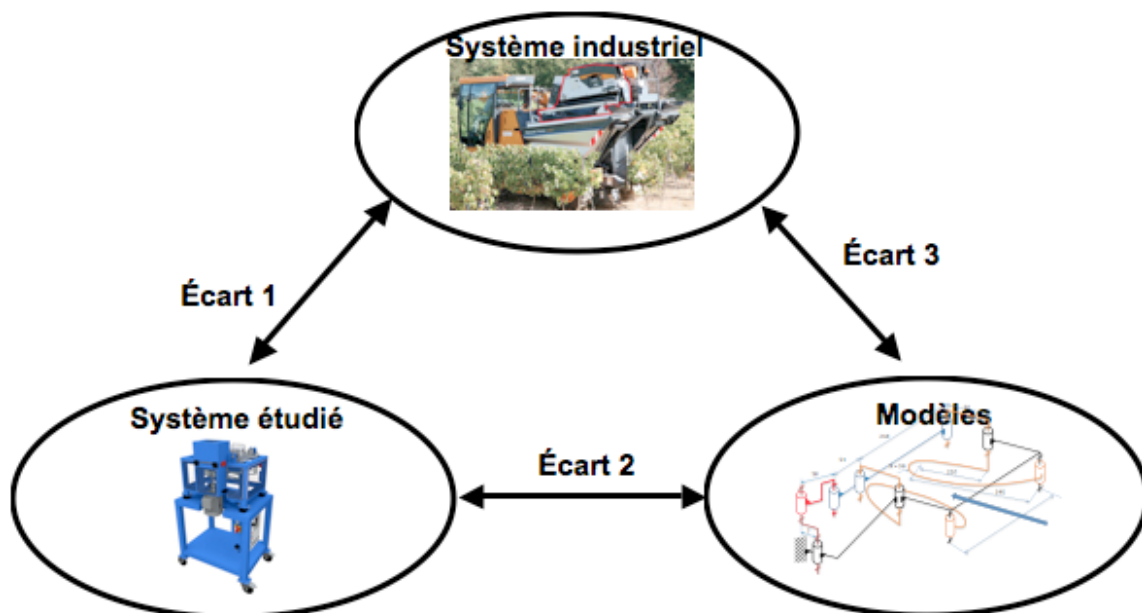 Système industriel
Écart 1
Écart 3
Système étudié
Écart 2
Modèles